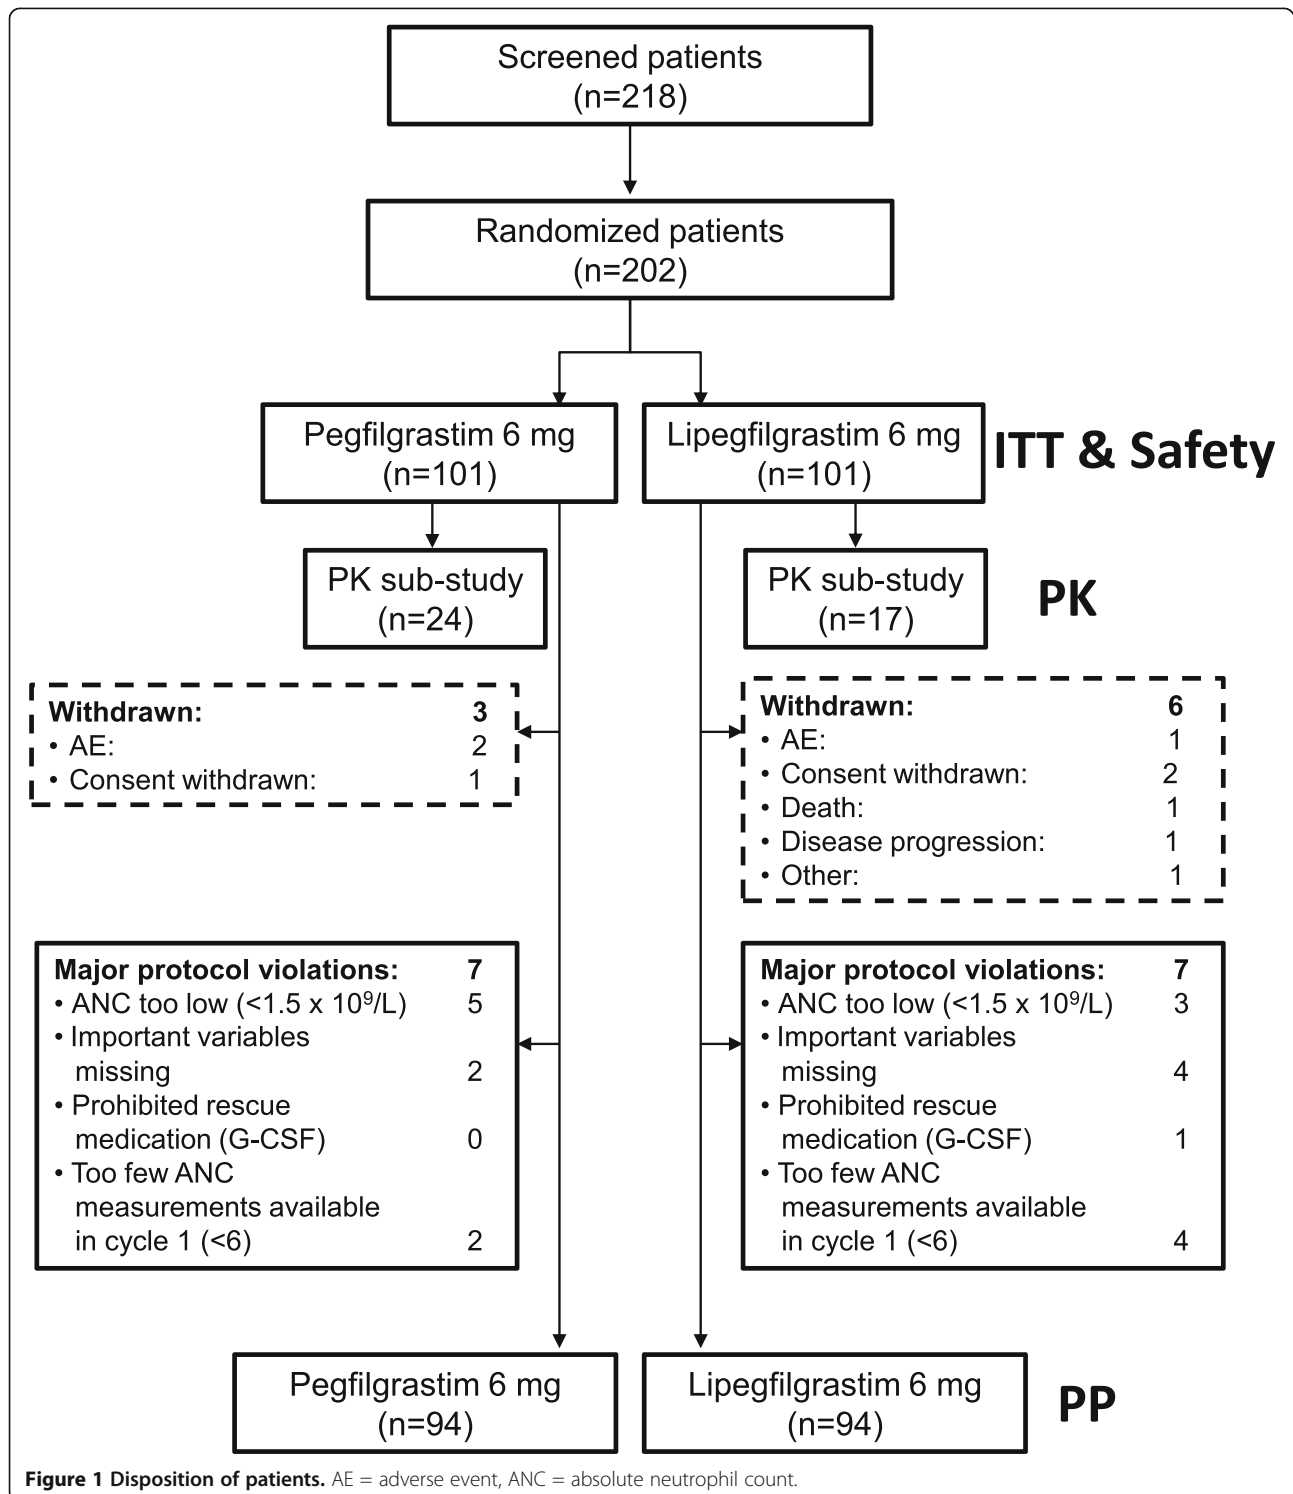 Screened patients
(n=218)
Randomized patients
(n=202)
Pegfilgrastim 6 mg
(n=101)
Lipegfilgrastim 6 mg
(n=101)
ITT & Safety
PK sub-study
(n=24)
PK sub-study
(n=17)
PK
Withdrawn: 3
• AE: 2
• Consent withdrawn: 1
Withdrawn: 6
• AE: 1
• Consent withdrawn: 2
• Death: 1
• Disease progression: 1
• Other: 1
Major protocol violations: 7
• ANC too low (<1.5 x 10⁹/L) 5
• Important variables
missing 2
• Prohibited rescue
medication (G-CSF) 0
• Too few ANC
measurements available
in cycle 1 (<6) 2
Major protocol violations: 7
• ANC too low (<1.5 x 10⁹/L) 3
• Important variables
missing 4
• Prohibited rescue
medication (G-CSF) 1
• Too few ANC
measurements available
in cycle 1 (<6) 4
Pegfilgrastim 6 mg
(n=94)
Lipegfilgrastim 6 mg
(n=94)
PP
Figure 1 Disposition of patients. AE = adverse event, ANC = absolute neutrophil count.